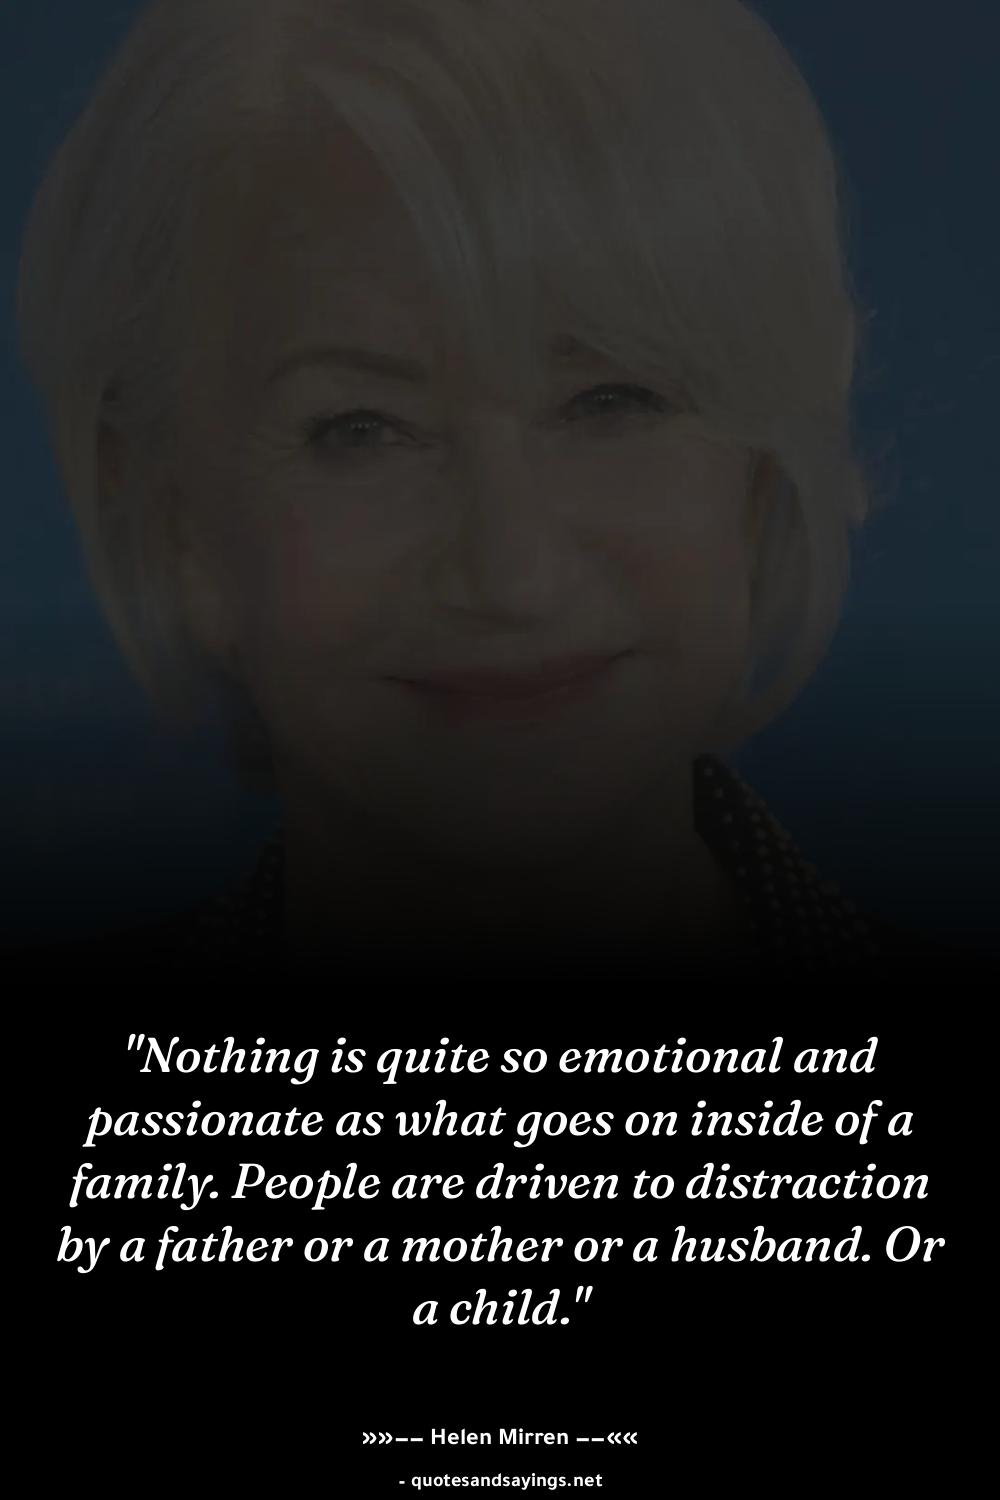 "Nothing is quite so emotional and
passionate as what goes on inside of a
family. People are driven to distraction
by a father or a mother or a husband. Or
a child."
»»−− Helen Mirren −−««
- quotesandsayings.net